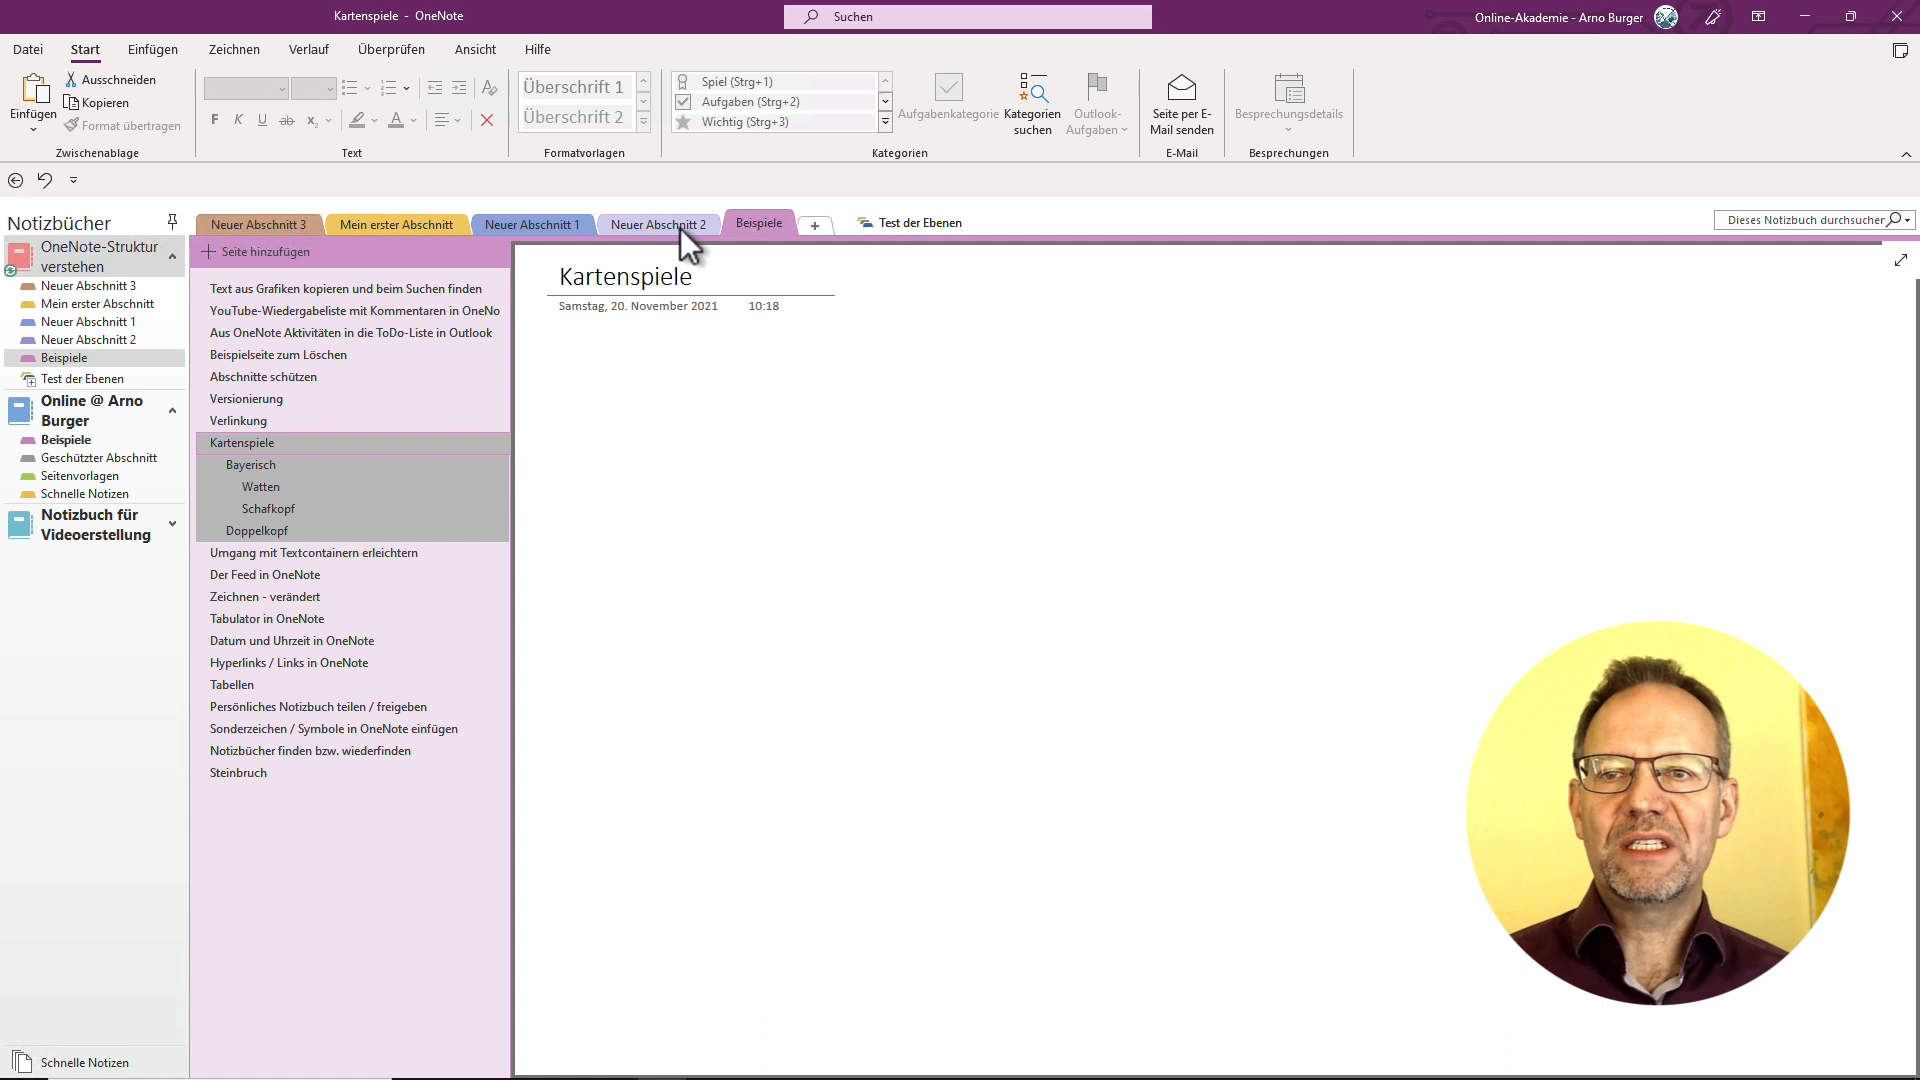 Kartenspiele - OneNote
Suchen
Online-Akademie - Arno Burger
Datei
Start
Einfügen
Zeichnen
Verlauf
Überprüfen
Ansicht
Hilfe
Einfügen
Ausschneiden
Kopieren
Format übertragen
Zwischenablage
F K U ab x
Text
Überschrift 1
Überschrift 2
Formatvorlagen
Spiel (Strg+1)
Aufgaben (Strg+2)
Wichtig (Strg+3)
Aufgabenkategorie
Kategorien
suchen
Outlook-
Aufgaben
Kategorien
Seite per E-
Mail senden
E-Mail
Besprechungsdetails
Besprechungen
Notizbücher
OneNote-Struktur
verstehen
Neuer Abschnitt 3
Mein erster Abschnitt
Neuer Abschnitt 1
Neuer Abschnitt 2
Beispiele
Test der Ebenen
Online @ Arno
Burger
Beispiele
Geschützter Abschnitt
Seitenvorlagen
Schnelle Notizen
Notizbuch für
Videoerstellung
Schnelle Notizen
Neuer Abschnitt 3
Mein erster Abschnitt
Neuer Abschnitt 1
Neuer Abschnitt 2
Beispiele
+
Test der Ebenen
Dieses Notizbuch durchsuchen
Seite hinzufügen
Text aus Grafiken kopieren und beim Suchen finden
YouTube-Wiedergabeliste mit Kommentaren in OneNo
Aus OneNote Aktivitäten in die ToDo-Liste in Outlook
Beispielseite zum Löschen
Abschnitte schützen
Versionierung
Verlinkung
Kartenspiele
Bayerisch
Watten
Schafkopf
Doppelkopf
Umgang mit Textcontainern erleichtern
Der Feed in OneNote
Zeichnen - verändert
Tabulator in OneNote
Datum und Uhrzeit in OneNote
Hyperlinks / Links in OneNote
Tabellen
Persönliches Notizbuch teilen / freigeben
Sonderzeichen / Symbole in OneNote einfügen
Notizbücher finden bzw. wiederfinden
Steinbruch
Kartenspiele
Samstag, 20. November 2021 10:18